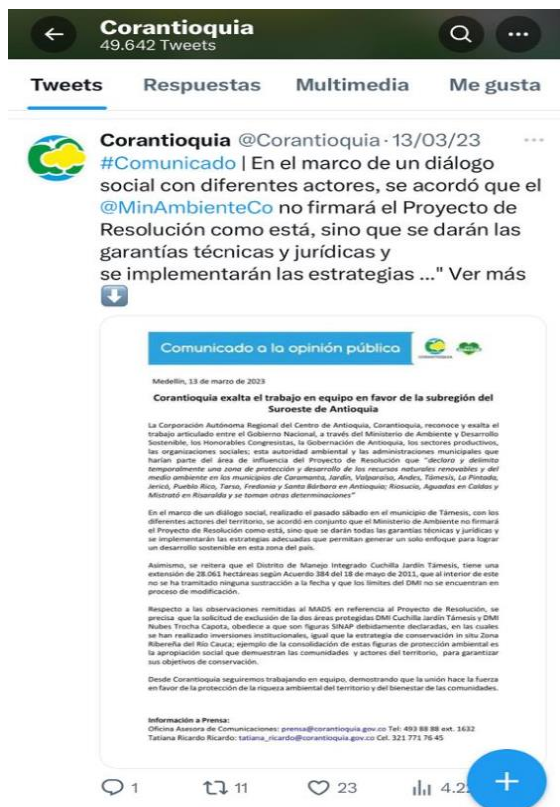 Corantioquia
49.642 Tweets
Tweets Respuestas Multimedia Me gusta
Corantioquia @Corantioquia · 13/03/23
#Comunicado | En el marco de un diálogo
social con diferentes actores, se acordó que el
@MinAmbienteCo no firmará el Proyecto de
Resolución como está, sino que se darán las
garantías técnicas y jurídicas y
se implementarán las estrategias ..." Ver más
Comunicado a la opinión pública
Medellín, 13 de marzo de 2023
Corantioquia exalta el trabajo en equipo en favor de la subregión del
Suroeste de Antioquia
La Corporación Autónoma Regional del Centro de Antioquia, Corantioquia, reconoce y exalta el
trabajo articulado entre el Gobierno Nacional, a través del Ministerio de Ambiente y Desarrollo
Sostenible, los Honorables Congresistas, la Gobernación de Antioquia, los sectores productivos,
las organizaciones sociales; esta autoridad ambiental y las administraciones municipales que
harían parte del área de influencia del Proyecto de Resolución que "declara y delimita
temporalmente una zona de protección y desarrollo de los recursos naturales renovables y del
medio ambiente en los municipios de Caramanta, Jardín, Valparaíso, Andes, Támesis, La Pintada,
Jericó, Pueblo Rico, Tarso, Fredonia y Santa Bárbara en Antioquia; Riosucio, Aguadas en Caldas y
Mistrató en Risaralda y se toman otras determinaciones"
En el marco de un diálogo social, realizado el pasado sábado en el municipio de Támesis, con los
diferentes actores del territorio, se acordó en conjunto que el Ministerio de Ambiente no firmará
el Proyecto de Resolución como está, sino que se darán todas las garantías técnicas y jurídicas y
se implementarán las estrategias adecuadas que permitan generar un solo enfoque para lograr
un desarrollo sostenible en esta zona del país.
Asimismo, se reitera que el Distrito de Manejo Integrado Cuchilla Jardín Támesis, tiene una
extensión de 28.061 hectáreas según Acuerdo 384 del 18 de mayo de 2011, que al interior de este
no se ha tramitado ninguna sustracción a la fecha y que los límites del DMI no se encuentran en
proceso de modificación.
Respecto a las observaciones remitidas al MADS en referencia al Proyecto de Resolución, se
precisa que la solicitud de exclusión de la dos áreas protegidas DMI Cuchilla Jardín Támesis y DMI
Nubes Trocha Capota, obedece a que son figuras SINAP debidamente declaradas, en las cuales
se han realizado inversiones institucionales, igual que la estrategia de conservación in situ Zona
Ribereña del Río Cauca; ejemplo de la consolidación de estas figuras de protección ambiental es
la apropiación social que demuestran las comunidades y actores del territorio, para garantizar
sus objetivos de conservación.
Desde Corantioquia seguiremos trabajando en equipo, demostrando que la unión hace la fuerza
en favor de la protección de la riqueza ambiental del territorio y del bienestar de las comunidades.
Información a Prensa:
Oficina Asesora de Comunicaciones: prensa@corantioquia.gov.co Tel: 493 88 88 ext. 1632
Tatiana Ricardo Ricardo: tatiana_ricardo@corantioquia.gov.co Cel. 321 771 76 45
1 11 23